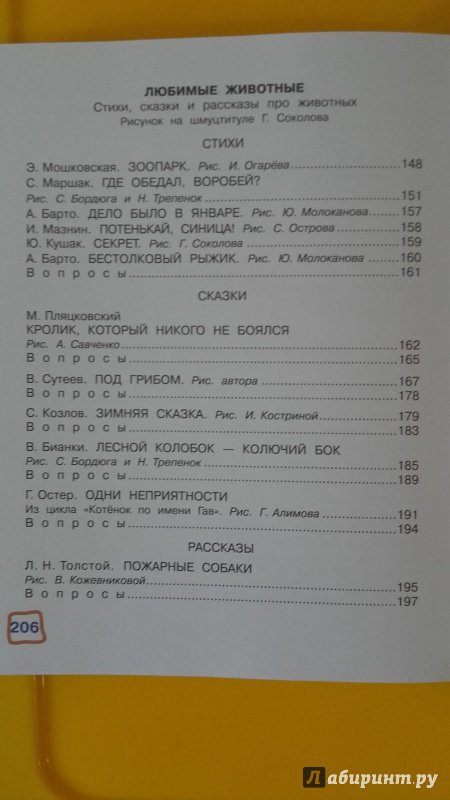 ЛЮБИМЫЕ ЖИВОТНЫЕ
Стихи, сказки и рассказы про животных
Рисунок на шмуцтитуле Г. Соколова
СТИХИ
Э. Мошковская. ЗООПАРК. Рис. И. Огарёва 148
С. Маршак. ГДЕ ОБЕДАЛ, ВОРОБЕЙ?
Рис. С. Бордюга и Н. Трепенок 151
А. Барто. ДЕЛО БЫЛО В ЯНВАРЕ. Рис. Ю. Молоканова 157
И. Мазнин. ПОТЕНЬКАЙ, СИНИЦА! Рис. С. Острова 158
Ю. Кушак. СЕКРЕТ. Рис. Г. Соколова 159
А. Барто. БЕСТОЛКОВЫЙ РЫЖИК. Рис. Ю. Молоканова 160
Вопросы 161
СКАЗКИ
М. Пляцковский
КРОЛИК, КОТОРЫЙ НИКОГО НЕ БОЯЛСЯ
Рис. А. Савченко 162
Вопросы 165
В. Сутеев. ПОД ГРИБОМ. Рис. автора 167
Вопросы 178
С. Козлов. ЗИМНЯЯ СКАЗКА. Рис. И. Костриной 179
Вопросы 183
В. Бианки. ЛЕСНОЙ КОЛОБОК — КОЛЮЧИЙ БОК
Рис. С. Бордюга и Н. Трепенок 185
Вопросы 189
Г. Остер. ОДНИ НЕПРИЯТНОСТИ
Из цикла «Котёнок по имени Гав». Рис. Г. Алимова 191
Вопросы 194
РАССКАЗЫ
Л. Н. Толстой. ПОЖАРНЫЕ СОБАКИ
Рис. В. Кожевниковой 195
Вопросы 197
206
Лабиринт.ру